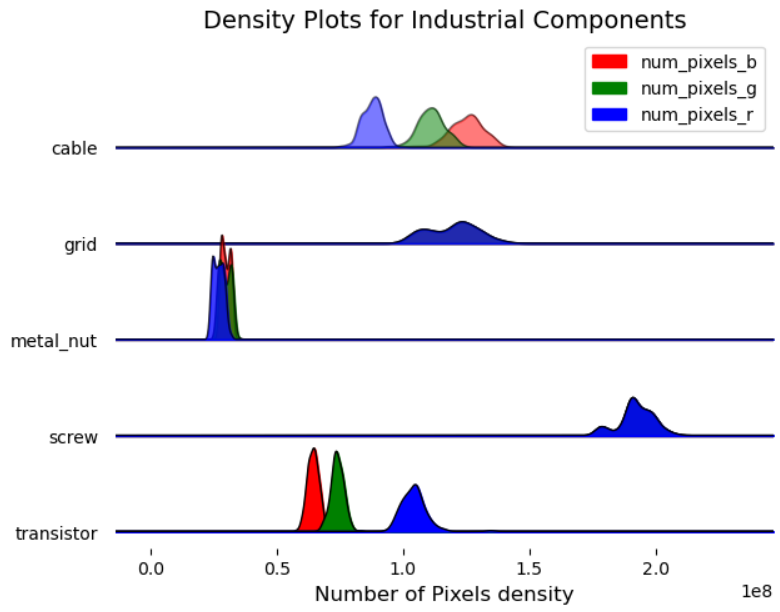 Density Plots for Industrial Components
num_pixels_b
num_pixels_g
num_pixels_r
cable
grid
metal_nut
screw
transistor
0.0 0.5 1.0 1.5 2.0
1e8
Number of Pixels density